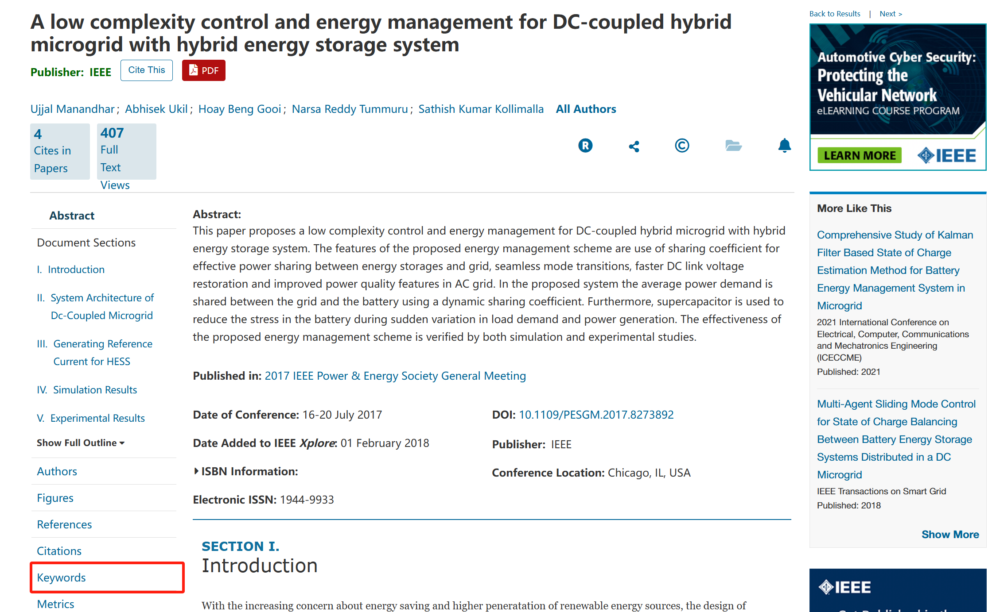 A low complexity control and energy management for DC-coupled hybrid
microgrid with hybrid energy storage system
Publisher: IEEE
Cite This
PDF
Ujjal Manandhar ; Abhisek Ukil ; Hoay Beng Gooi ; Narsa Reddy Tummuru ; Sathish Kumar Kollimalla All Authors
4
Cites in
Papers
407
Full
Text
Views
Abstract
Document Sections
I. Introduction
II. System Architecture of
Dc-Coupled Microgrid
III. Generating Reference
Current for HESS
IV. Simulation Results
V. Experimental Results
Show Full Outline
Authors
Figures
References
Citations
Keywords
Metrics
Abstract:
This paper proposes a low complexity control and energy management for DC-coupled hybrid microgrid with hybrid
energy storage system. The features of the proposed energy management scheme are use of sharing coefficient for
effective power sharing between energy storages and grid, seamless mode transitions, faster DC link voltage
restoration and improved power quality features in AC grid. In the proposed system the average power demand is
shared between the grid and the battery using a dynamic sharing coefficient. Furthermore, supercapacitor is used to
reduce the stress in the battery during sudden variation in load demand and power generation. The effectiveness of
the proposed energy management scheme is verified by both simulation and experimental studies.
Published in: 2017 IEEE Power & Energy Society General Meeting
Date of Conference: 16-20 July 2017
Date Added to IEEE Xplore: 01 February 2018
ISBN Information:
Electronic ISSN: 1944-9933
DOI: 10.1109/PESGM.2017.8273892
Publisher: IEEE
Conference Location: Chicago, IL, USA
SECTION I.
Introduction
With the increasing concern about energy saving and higher peneratation of renewable energy sources, the design of
Back to Results | Next >
Automotive Cyber Security:
Protecting the
Vehicular Network
eLEARNING COURSE PROGRAM
LEARN MORE
IEEE
More Like This
Comprehensive Study of Kalman
Filter Based State of Charge
Estimation Method for Battery
Energy Management System in
Microgrid
2021 International Conference on
Electrical, Computer, Communications
and Mechatronics Engineering
(ICECCME)
Published: 2021
Multi-Agent Sliding Mode Control
for State of Charge Balancing
Between Battery Energy Storage
Systems Distributed in a DC
Microgrid
IEEE Transactions on Smart Grid
Published: 2018
Show More
IEEE